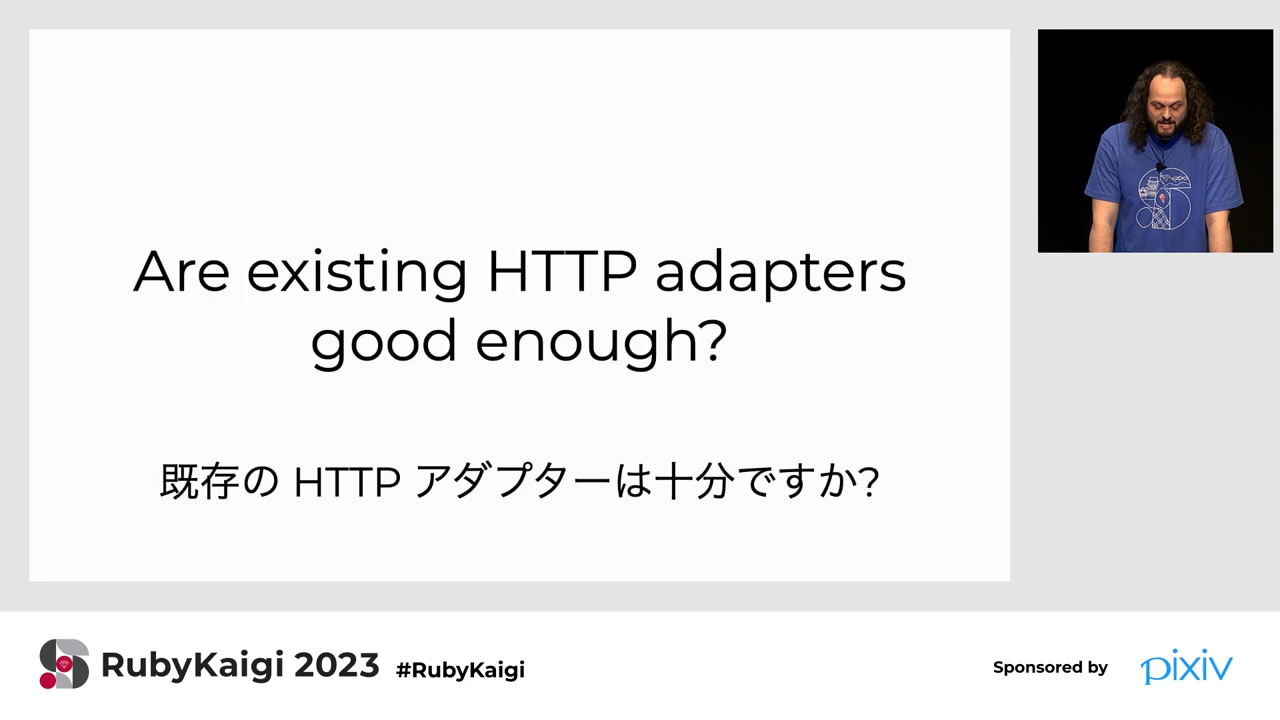 Are existing HTTP adapters
good enough?
既存の HTTP アダプターは十分ですか?
RubyKaigi 2023 #RubyKaigi
Sponsored by pixiv